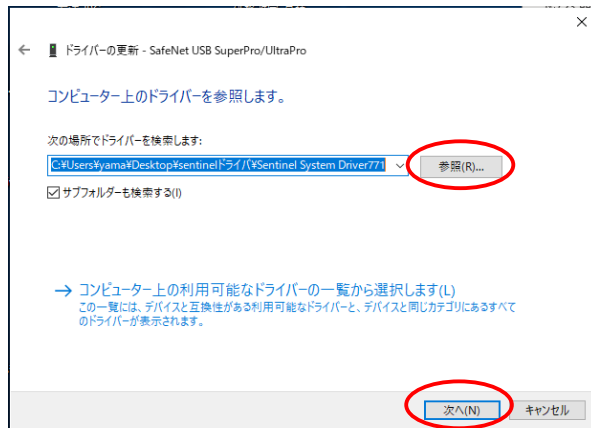 ドライバーの更新 - SafeNet USB SuperPro/UltraPro
コンピューター上のドライバーを参照します。
次の場所でドライバーを検索します:
C:¥Users¥yama¥Desktop¥sentinelドライバ¥Sentinel System Driver771
参照(R)...
サブフォルダーも検索する(I)
コンピューター上の利用可能なドライバーの一覧から選択します(L)
この一覧には、デバイスと互換性がある利用可能なドライバーと、デバイスと同じカテゴリにあるすべて
のドライバーが表示されます。
次へ(N)
キャンセル